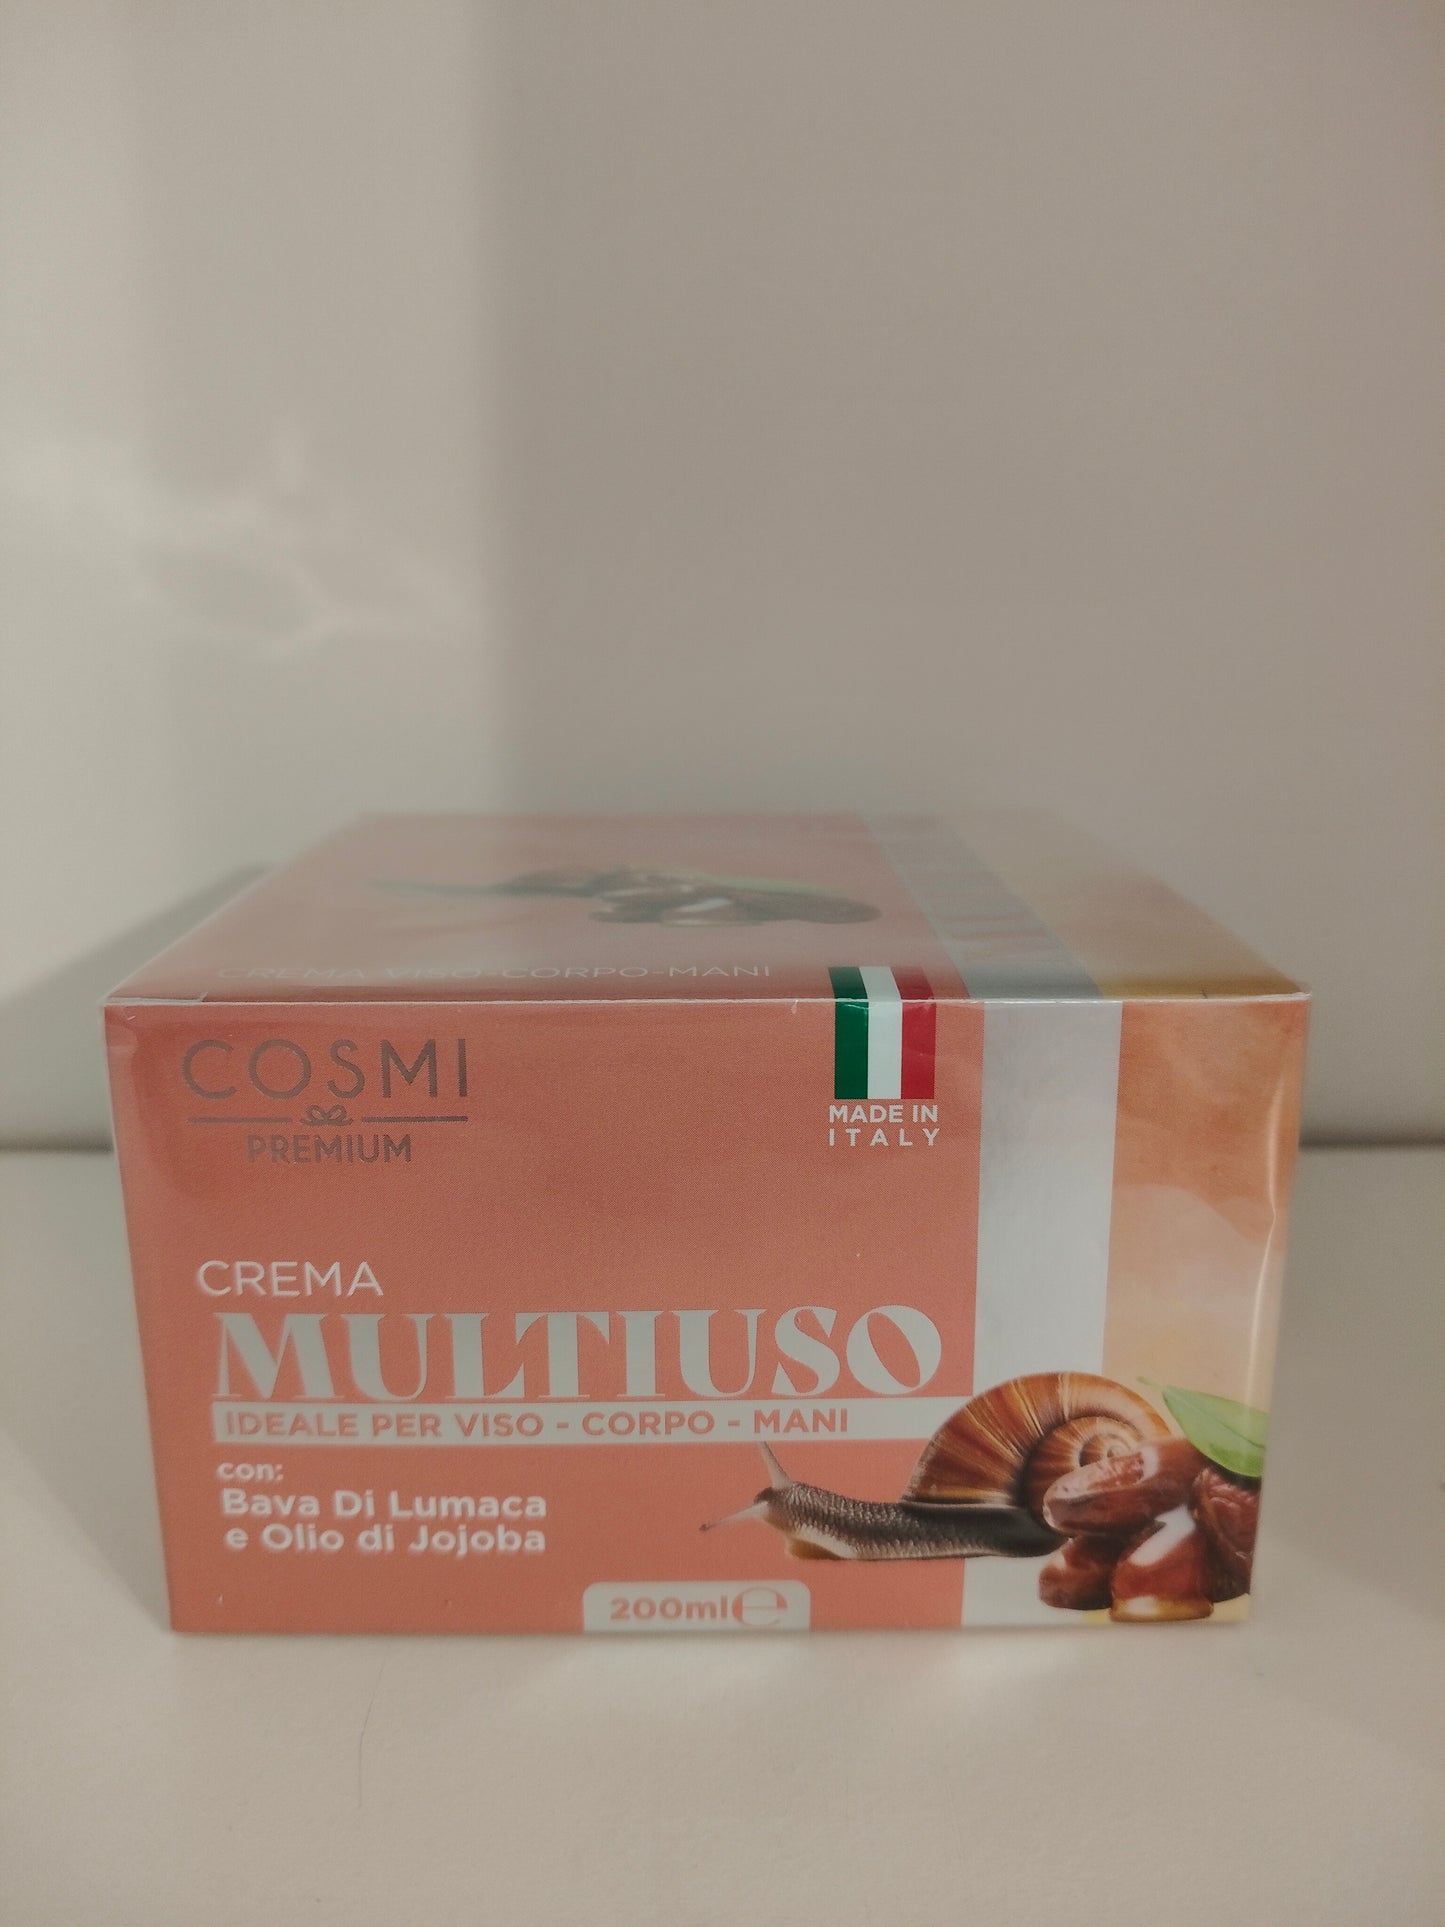 CREMA VISO-CORPO-MANI
COSMI
PREMIUM
MADE IN
ITALY
CREMA
MULTIUSO
IDEALE PER VISO - CORPO - MANI
con:
Bava Di Lumaca
e Olio di Jojoba
200ml ℮